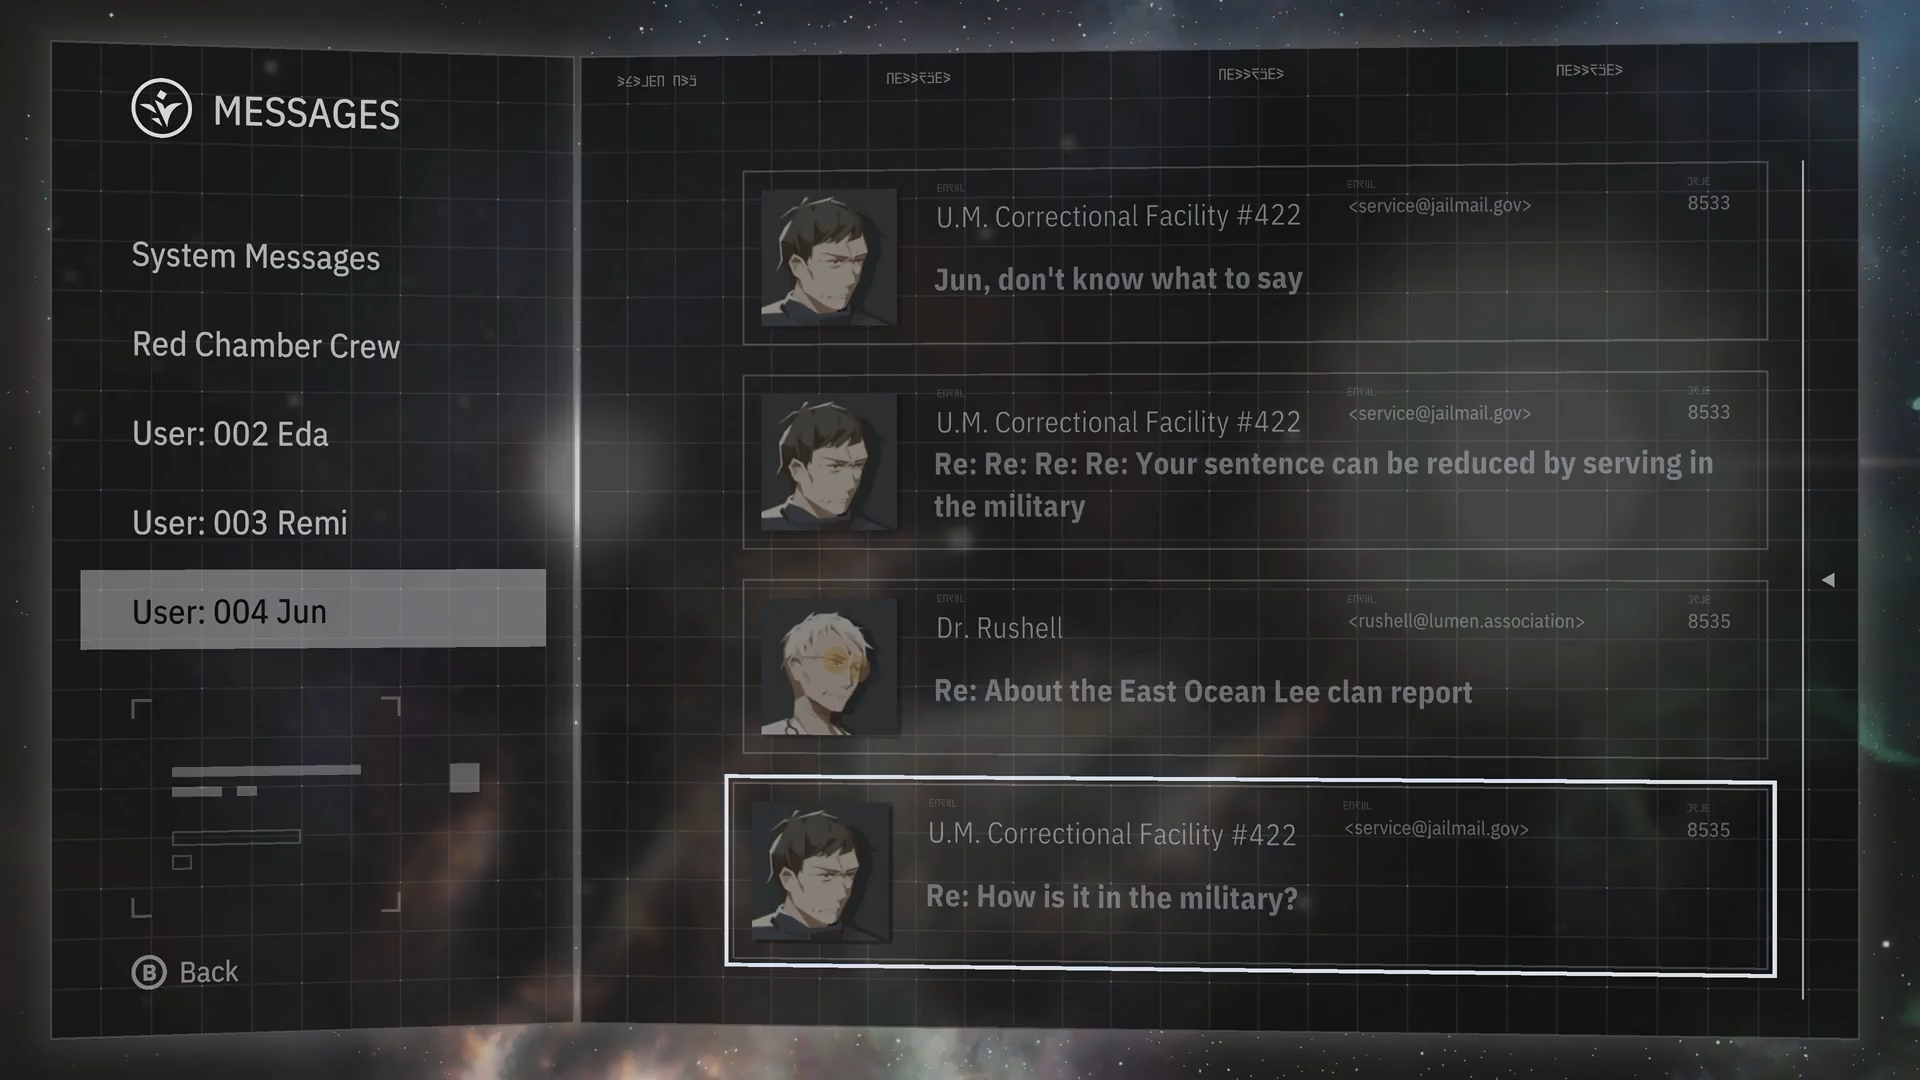 MESSAGES
System Messages
Red Chamber Crew
User: 002 Eda
User: 003 Remi
User: 004 Jun
B Back
U.M. Correctional Facility #422
<service@jailmail.gov>
8533
Jun, don't know what to say
U.M. Correctional Facility #422
<service@jailmail.gov>
8533
Re: Re: Re: Re: Your sentence can be reduced by serving in
the military
Dr. Rushell
<rushell@lumen.association>
8535
Re: About the East Ocean Lee clan report
U.M. Correctional Facility #422
<service@jailmail.gov>
8535
Re: How is it in the military?